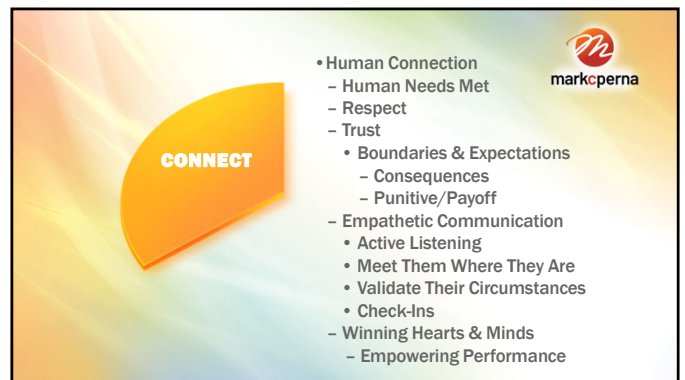 •Human Connection
– Human Needs Met
– Respect
– Trust
• Boundaries & Expectations
– Consequences
– Punitive/Payoff
– Empathetic Communication
• Active Listening
• Meet Them Where They Are
• Validate Their Circumstances
• Check-Ins
– Winning Hearts & Minds
– Empowering Performance
CONNECT
m
markcperna